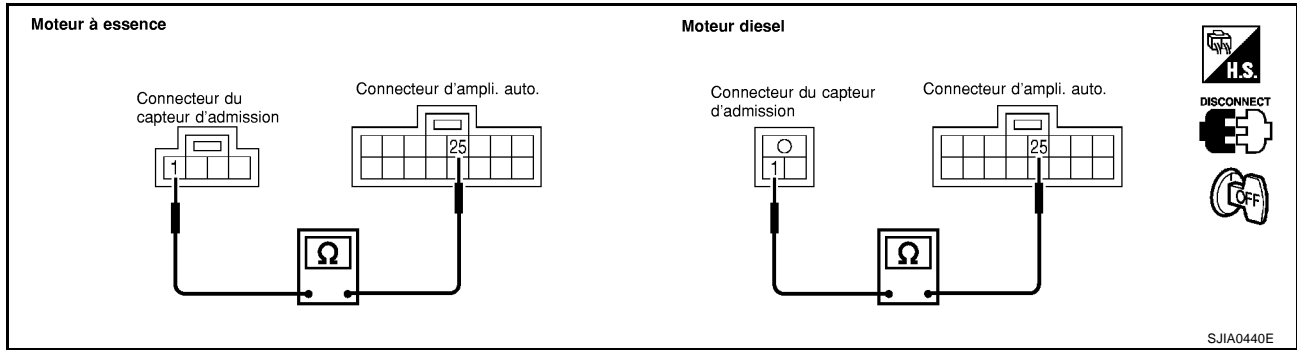 Moteur à essence
Connecteur du
capteur d'admission
Connecteur d'ampli. auto.
1
25
Ω
Moteur diesel
Connecteur du capteur
d'admission
Connecteur d'ampli. auto.
1
25
Ω
H.S.
DISCONNECT
OFF
SJIA0440E